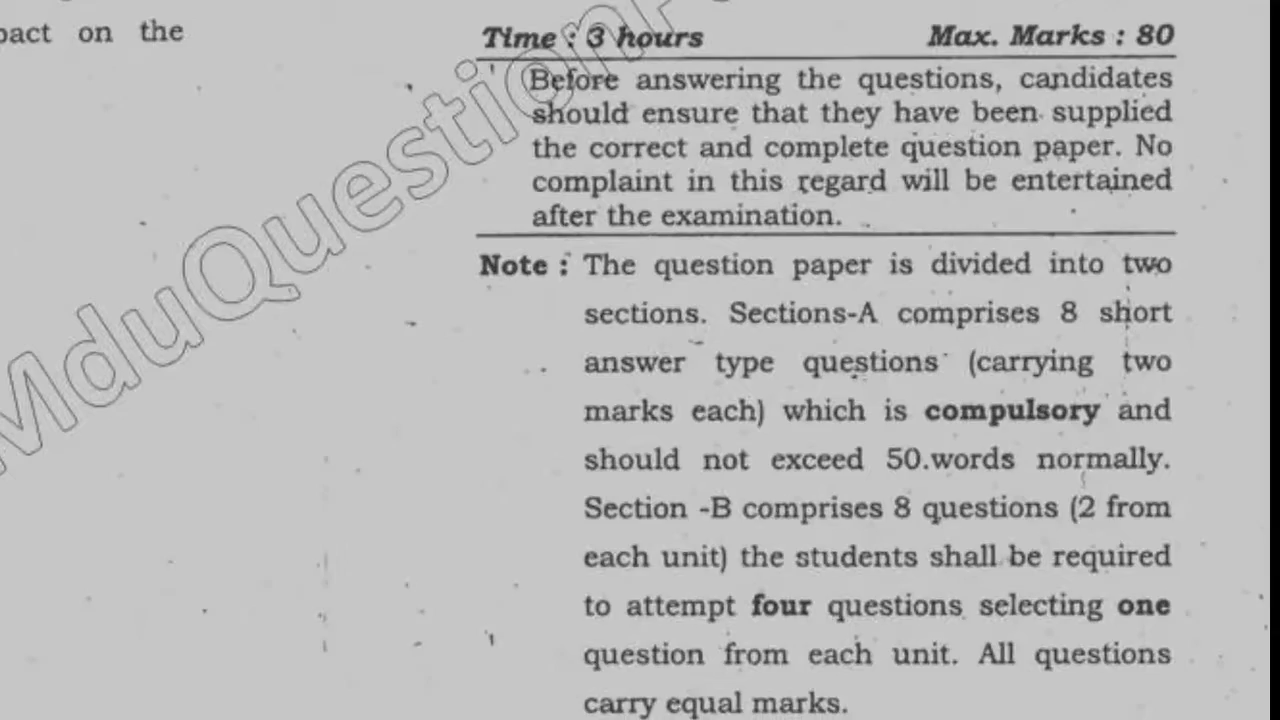 pact on the
Time : 3 hours Max. Marks : 80
Before answering the questions, candidates
should ensure that they have been supplied
the correct and complete question paper. No
complaint in this regard will be entertained
after the examination.
Note : The question paper is divided into two
sections. Sections-A comprises 8 short
answer type questions (carrying two
marks each) which is compulsory and
should not exceed 50.words normally.
Section -B comprises 8 questions (2 from
each unit) the students shall be required
to attempt four questions selecting one
question from each unit. All questions
carry equal marks.
MduQuestionP